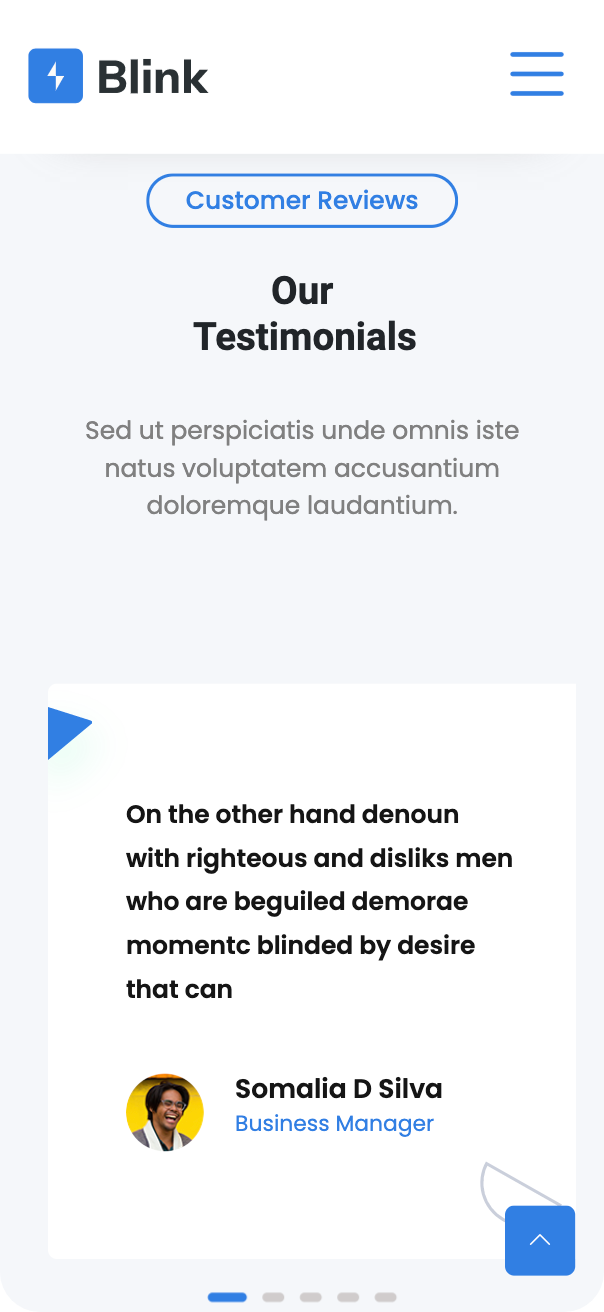 Blink
Customer Reviews
Our
Testimonials
Sed ut perspiciatis unde omnis iste
natus voluptatem accusantium
doloremque laudantium.
On the other hand denoun
with righteous and disliks men
who are beguiled demorae
momentc blinded by desire
that can
Somalia D Silva
Business Manager